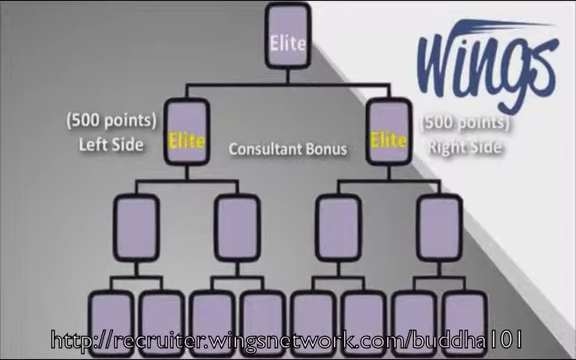 Elite
Wings
(500 points)
Left Side
Elite
Consultant Bonus
Elite
(500 points)
Right Side
http://recruiter.wingsnetwork.com/buddha101